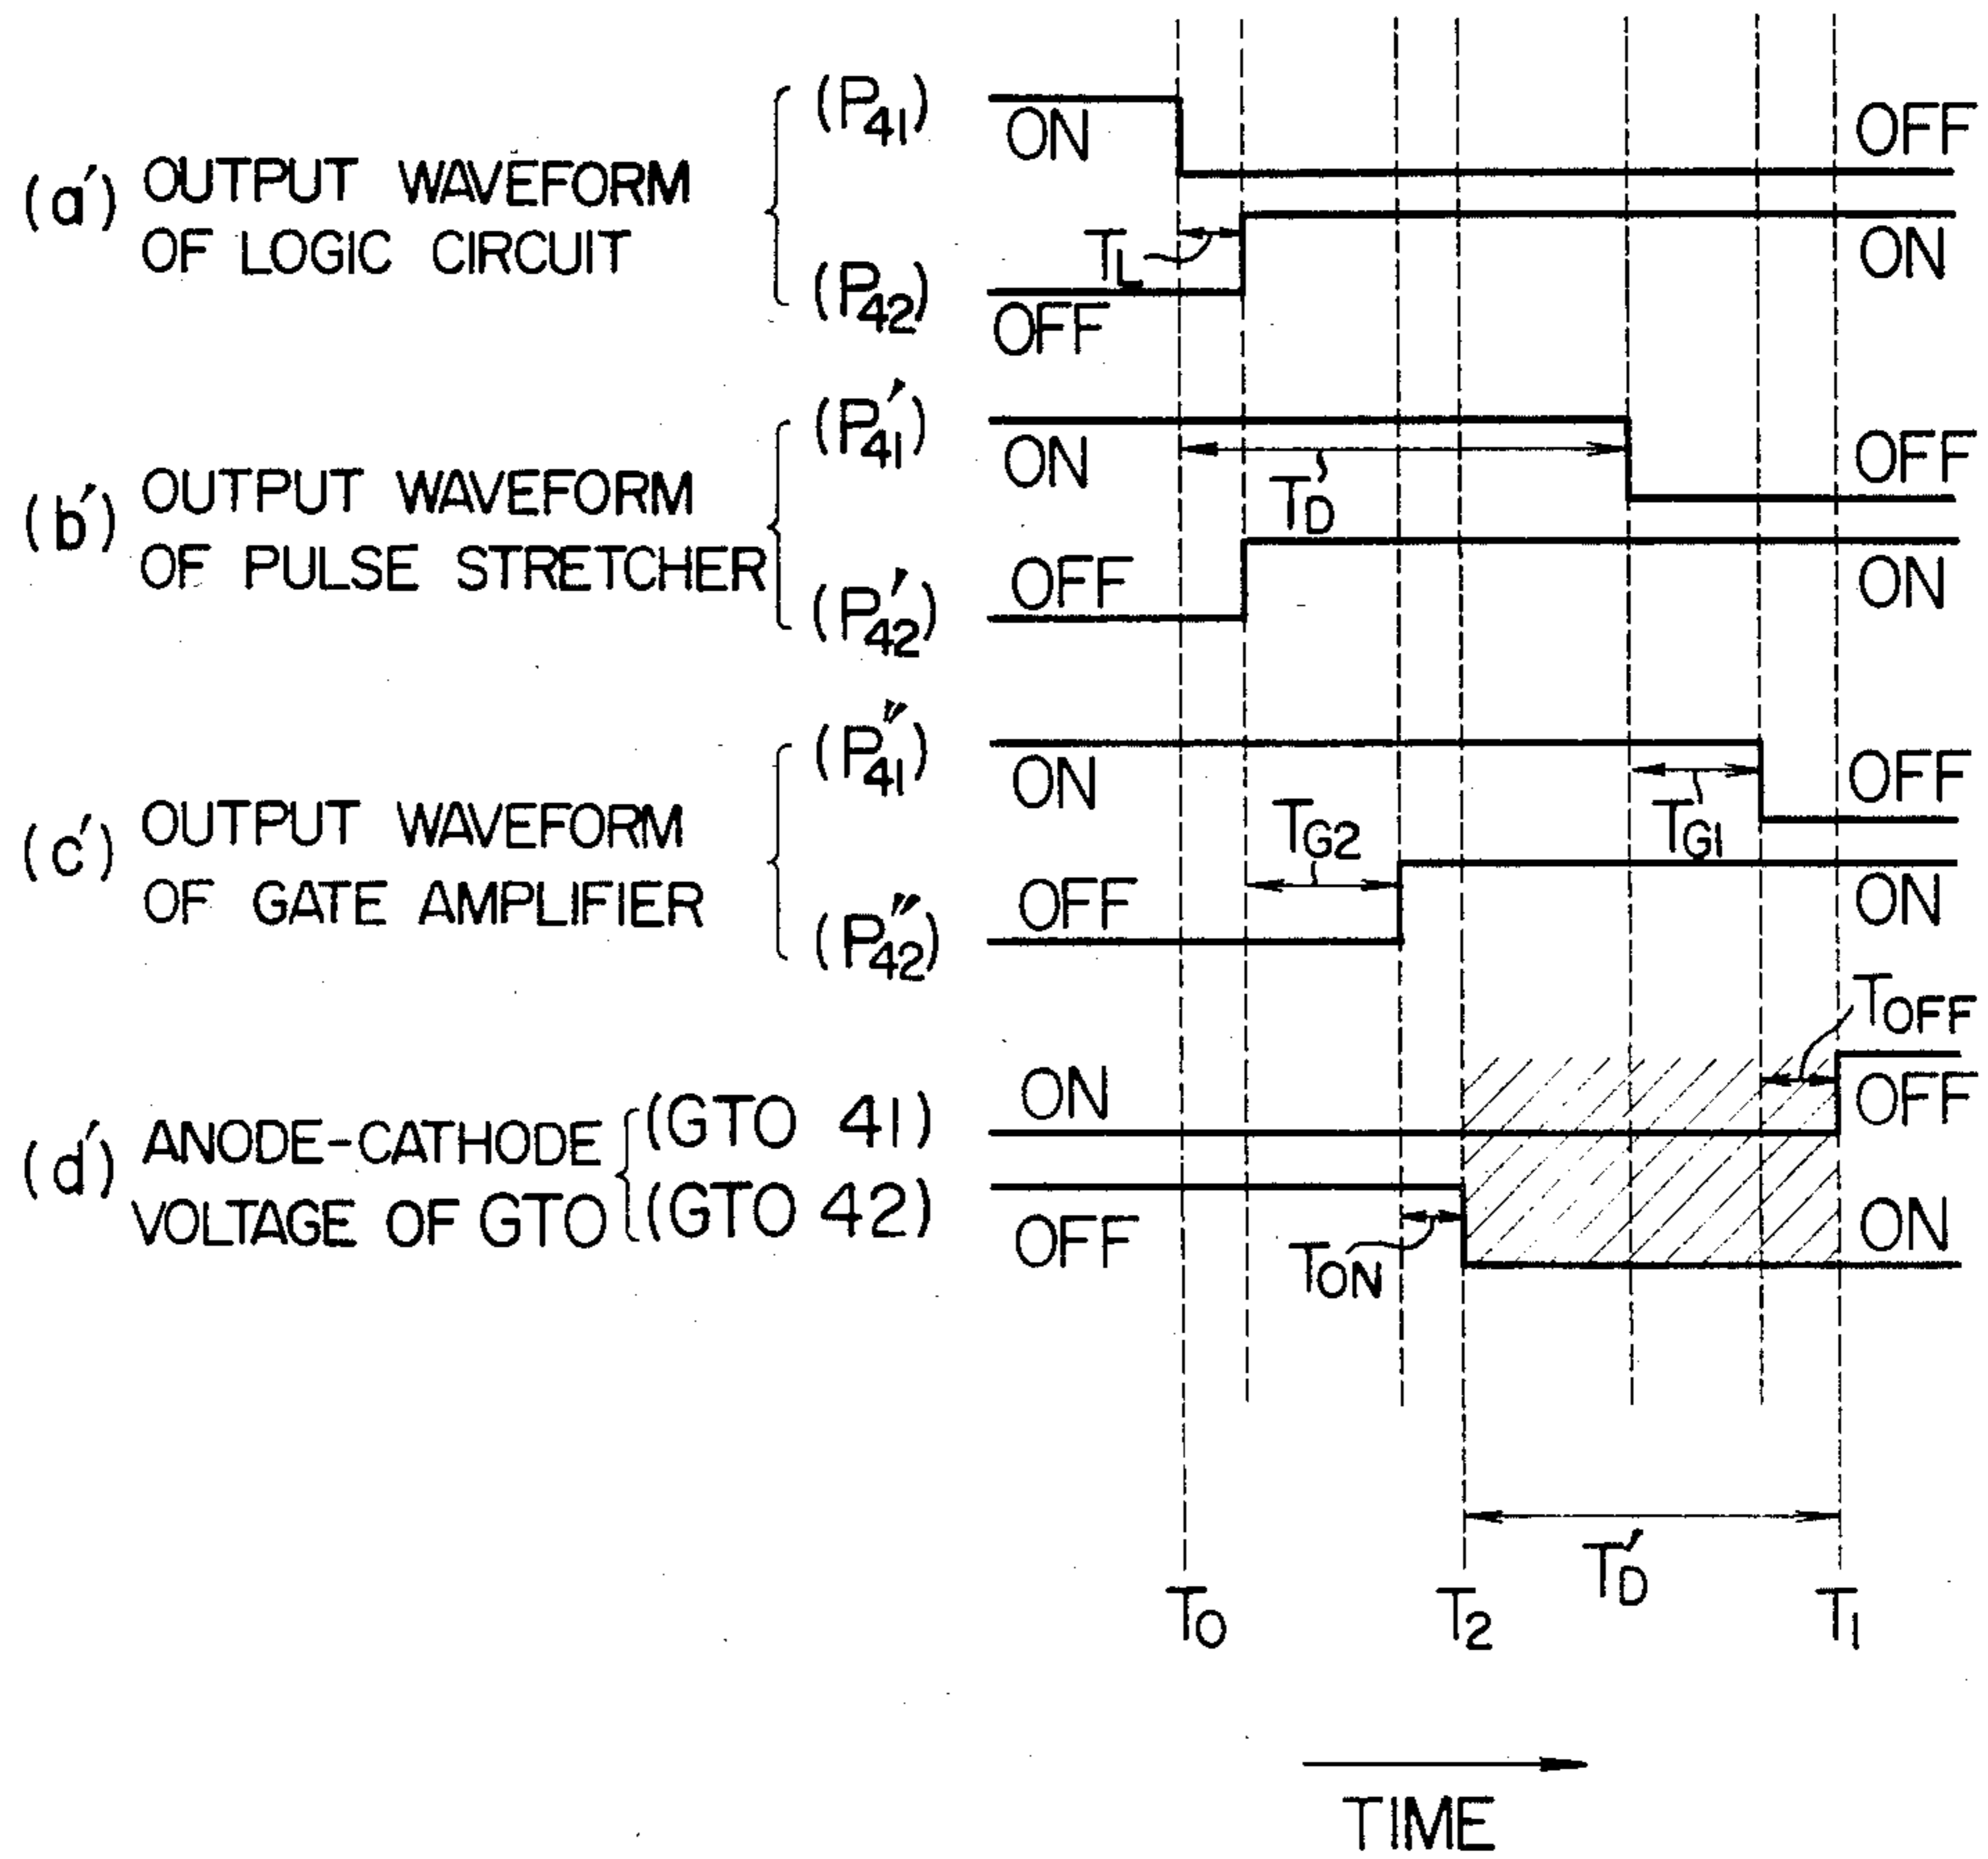 (a') OUTPUT WAVEFORM OF LOGIC CIRCUIT
(P41)
ON
OFF
TL
(P42)
OFF
ON
(b') OUTPUT WAVEFORM OF PULSE STRETCHER
(P'41)
ON
OFF
TD
(P'42)
OFF
ON
(c') OUTPUT WAVEFORM OF GATE AMPLIFIER
(P"41)
ON
OFF
TG1
TG2
(P"42)
OFF
ON
(d') ANODE-CATHODE VOLTAGE OF GTO
(GTO 41)
ON
TOFF
OFF
(GTO 42)
OFF
TON
ON
T'D
T0
T2
T1
TIME